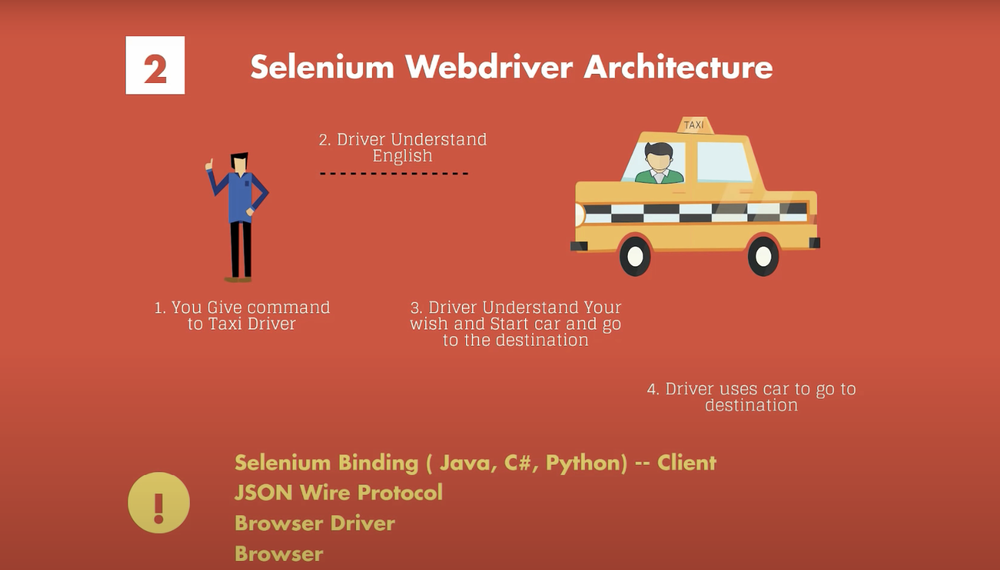 2
Selenium Webdriver Architecture
TAXI
2. Driver Understand
English
1. You Give command
to Taxi Driver
3. Driver Understand Your
wish and Start car and go
to the destination
4. Driver uses car to go to
destination
!
Selenium Binding ( Java, C#, Python) -- Client
JSON Wire Protocol
Browser Driver
Browser